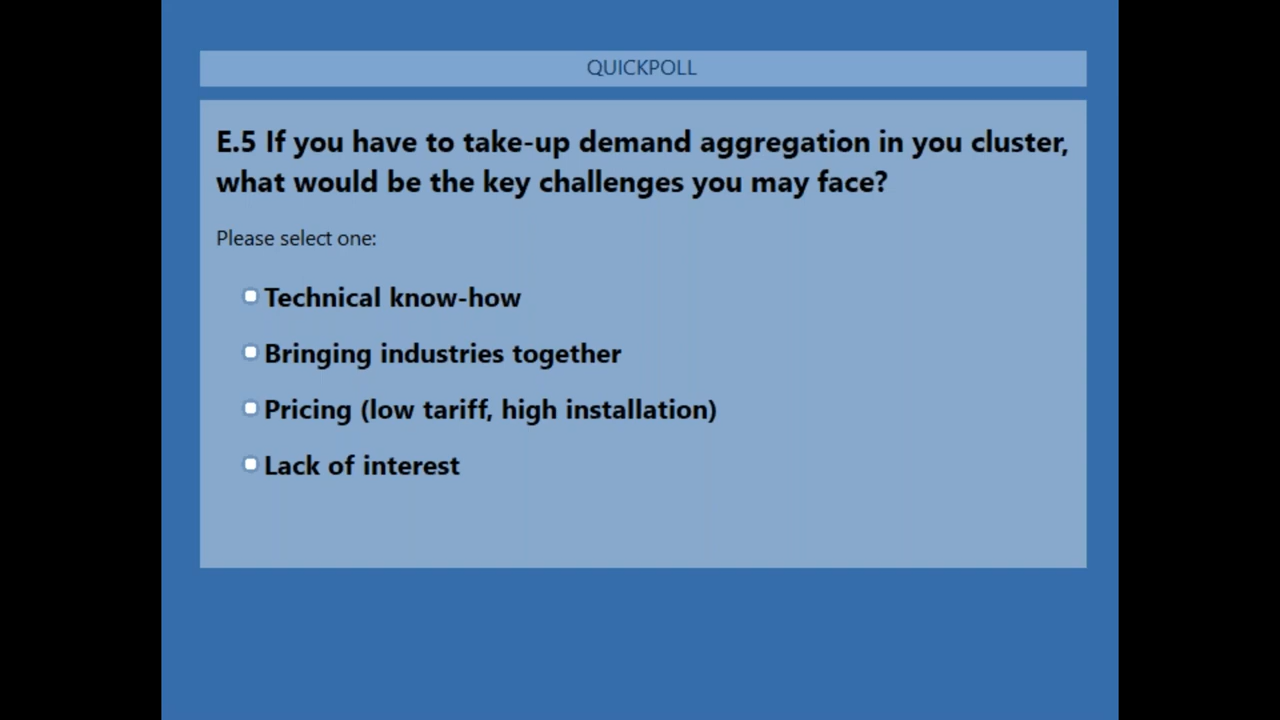 QUICKPOLL
E.5 If you have to take-up demand aggregation in you cluster,
what would be the key challenges you may face?
Please select one:
Technical know-how
Bringing industries together
Pricing (low tariff, high installation)
Lack of interest